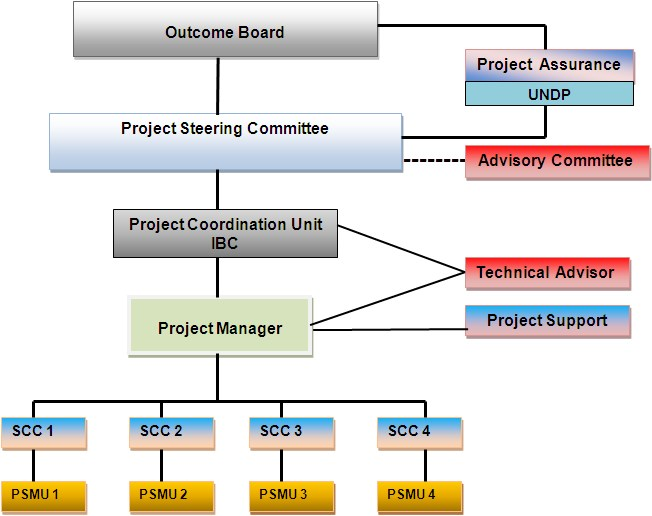 Outcome Board
Project Assurance
UNDP
Project Steering Committee
Advisory Committee
Project Coordination Unit
IBC
Technical Advisor
Project Manager
Project Support
SCC 1
SCC 2
SCC 3
SCC 4
PSMU 1
PSMU 2
PSMU 3
PSMU 4